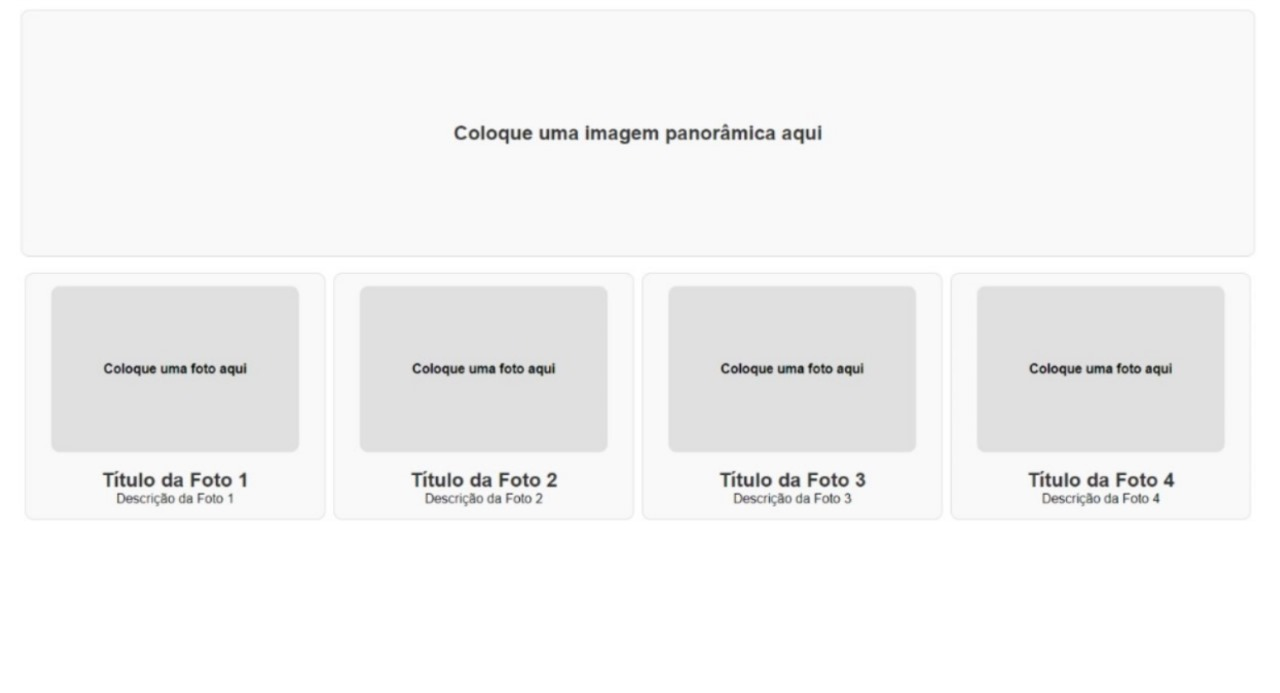 Coloque uma imagem panorâmica aqui
Coloque uma foto aqui
Título da Foto 1
Descrição da Foto 1
Coloque uma foto aqui
Título da Foto 2
Descrição da Foto 2
Coloque uma foto aqui
Título da Foto 3
Descrição da Foto 3
Coloque uma foto aqui
Título da Foto 4
Descrição da Foto 4